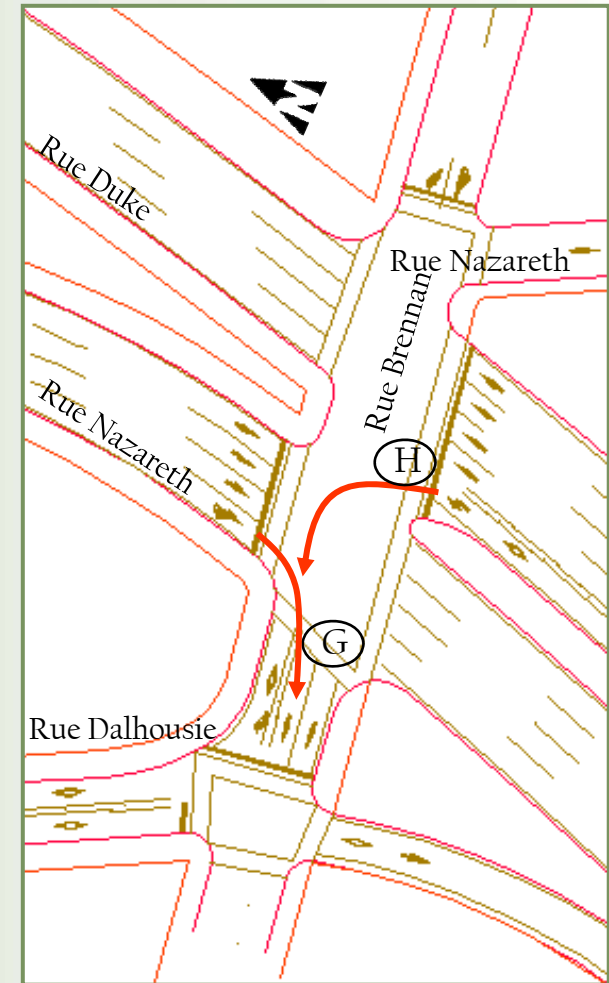 N
Rue Duke
Rue Nazareth
Rue Brennan
Rue Nazareth
H
G
Rue Dalhousie